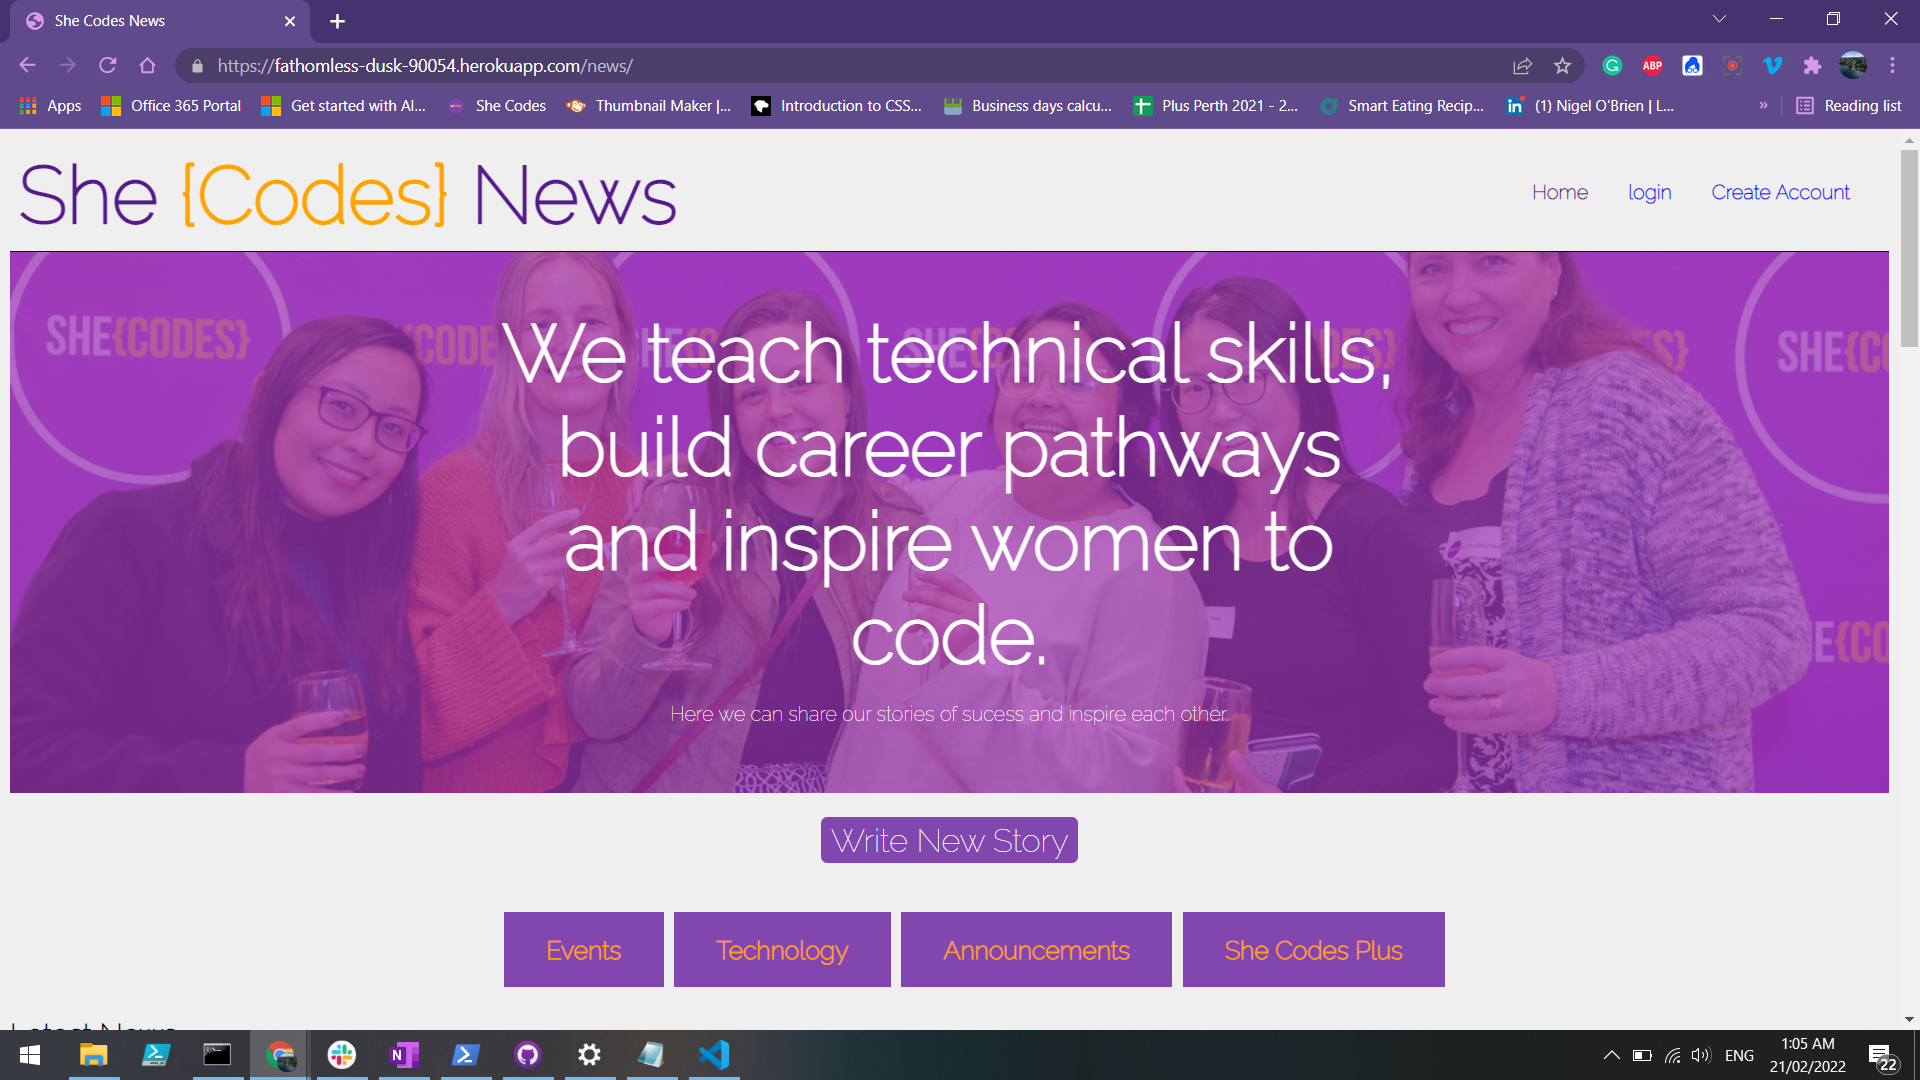 She Codes News
https://fathomless-dusk-90054.herokuapp.com/news/
ABP
Apps
Office 365 Portal
Get started with Al...
She Codes
Thumbnail Maker |...
Introduction to CSS...
Business days calcu...
Plus Perth 2021 - 2...
Smart Eating Recip...
(1) Nigel O'Brien | L...
»
Reading list
She {Codes} News
Home
login
Create Account
SHE{CODES}
We teach technical skills,
build career pathways
and inspire women to
code.
Here we can share our stories of sucess and inspire each other.
Write New Story
Events
Technology
Announcements
She Codes Plus
Latest News
ENG
1:05 AM
21/02/2022
22